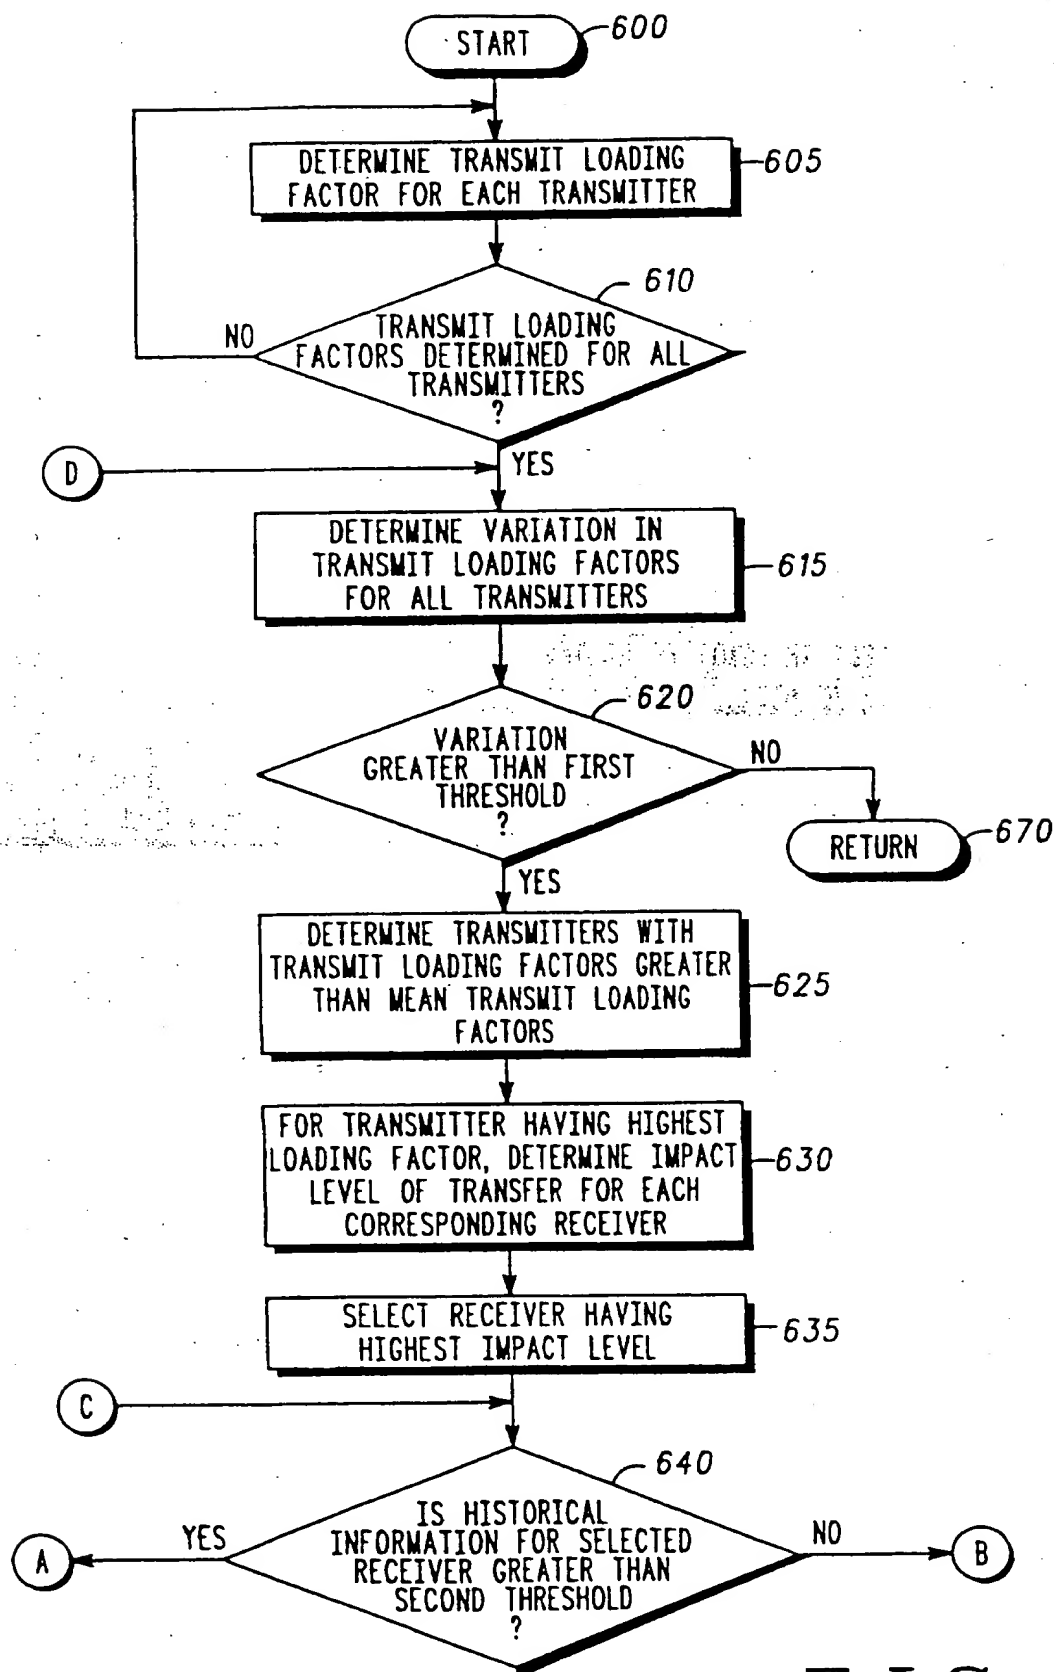 START
600
DETERMINE TRANSMIT LOADING
FACTOR FOR EACH TRANSMITTER
605
610
TRANSMIT LOADING
FACTORS DETERMINED FOR ALL
TRANSMITTERS
?
NO
D
YES
DETERMINE VARIATION IN
TRANSMIT LOADING FACTORS
FOR ALL TRANSMITTERS
615
620
VARIATION
GREATER THAN FIRST
THRESHOLD
?
NO
RETURN
670
YES
DETERMINE TRANSMITTERS WITH
TRANSMIT LOADING FACTORS GREATER
THAN MEAN TRANSMIT LOADING
FACTORS
625
FOR TRANSMITTER HAVING HIGHEST
LOADING FACTOR, DETERMINE IMPACT
LEVEL OF TRANSFER FOR EACH
CORRESPONDING RECEIVER
630
SELECT RECEIVER HAVING
HIGHEST IMPACT LEVEL
635
C
640
IS HISTORICAL
INFORMATION FOR SELECTED
RECEIVER GREATER THAN
SECOND THRESHOLD
?
YES
A
NO
B